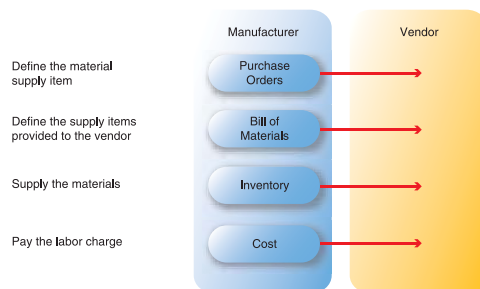 Manufacturer
Vendor
Define the material
supply item
Purchase
Orders
Define the supply items
provided to the vendor
Bill of
Materials
Supply the materials
Inventory
Pay the labor charge
Cost